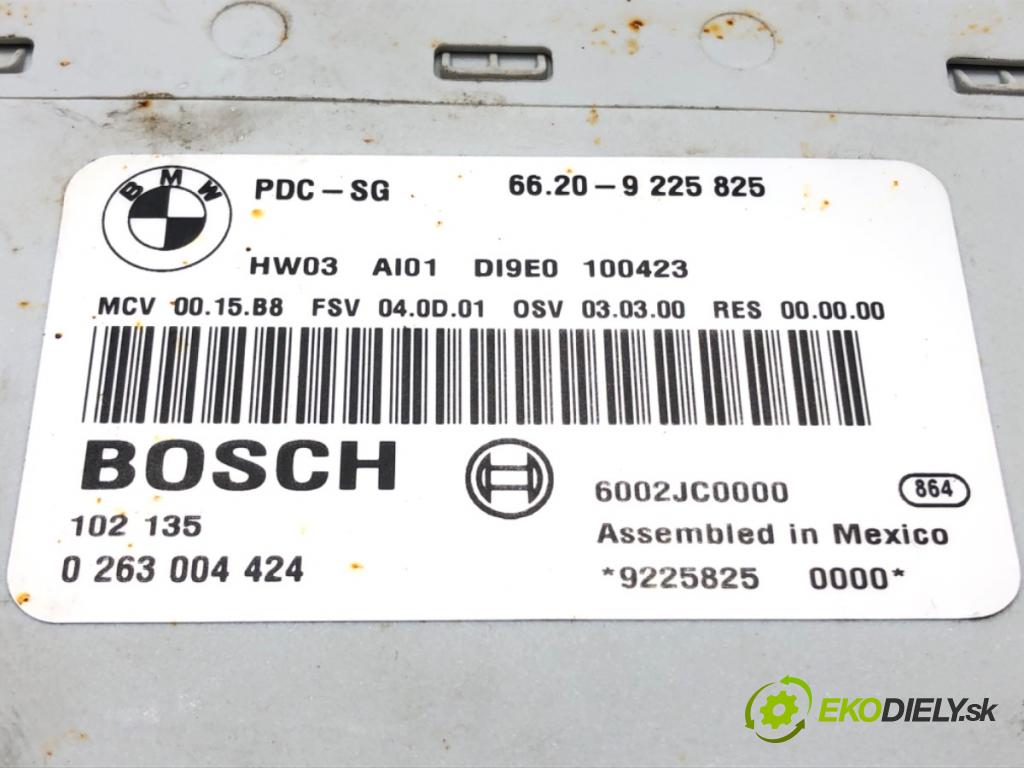 BMW PDC-SG 66.20-9 225 825
HW03 AI01 DI9E0 100423
MCV 00.15.B8 FSV 04.0D.01 OSV 03.03.00 RES 00.00.00
BOSCH
6002JC0000 864
102 135
Assembled in Mexico
0 263 004 424
*9225825 0000*
EKODIELY.sk